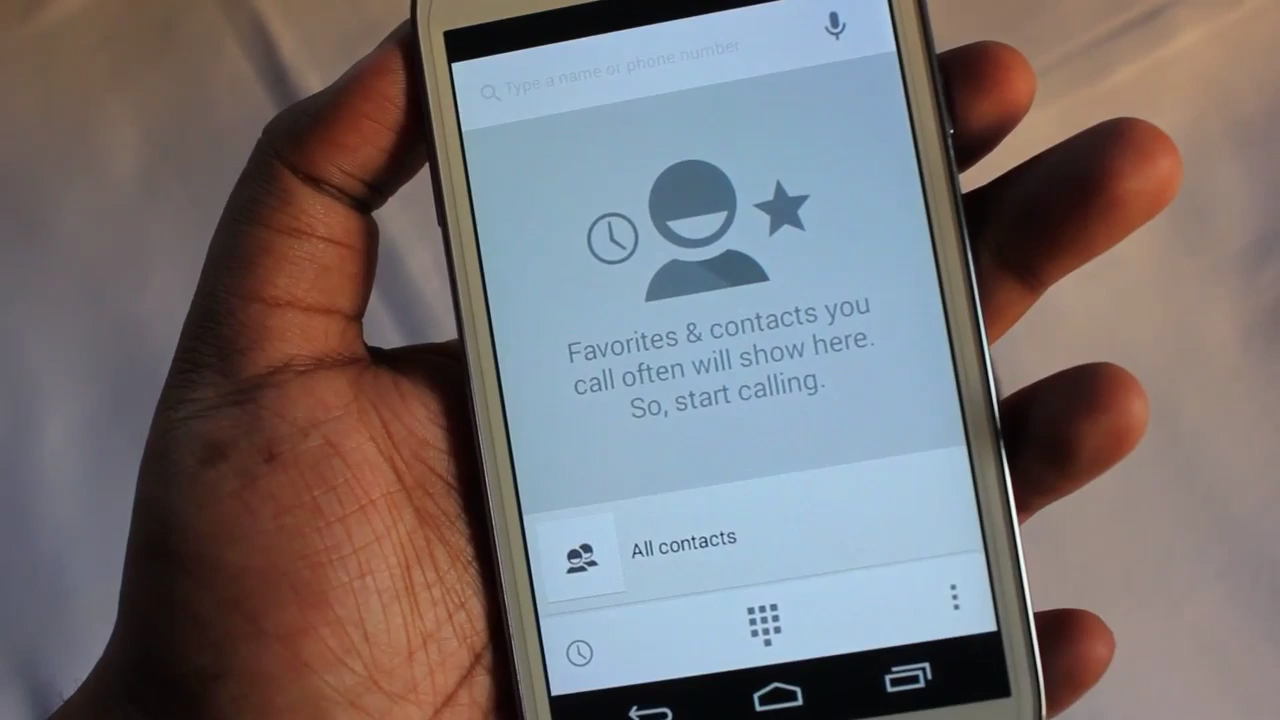 Type a name or phone number
Favorites & contacts you
call often will show here.
So, start calling.
All contacts